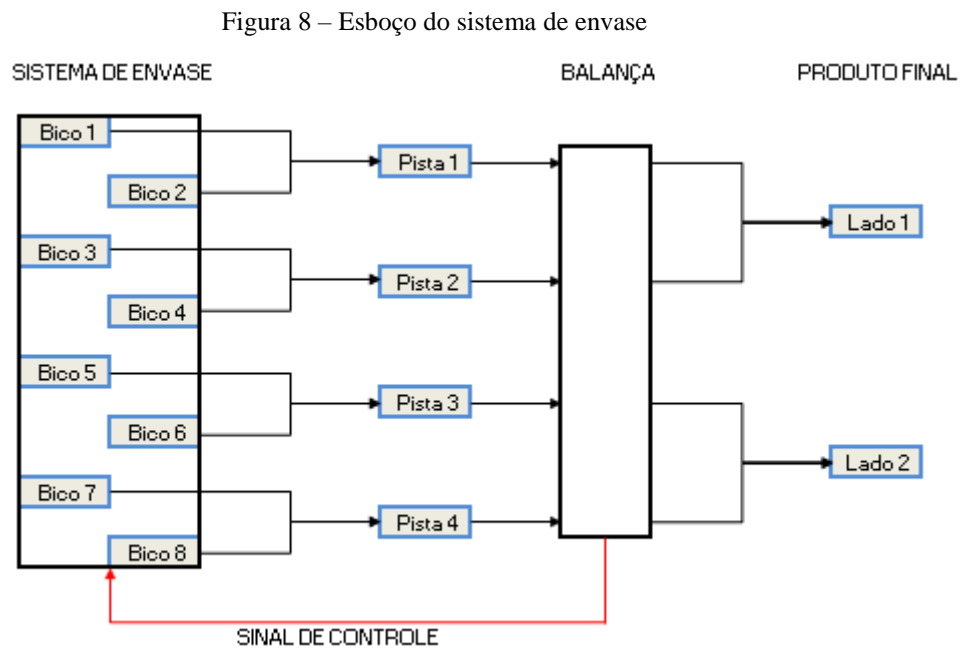 Figura 8 – Esboço do sistema de envase
SISTEMA DE ENVASE
BALANÇA
PRODUTO FINAL
Bico 1
Pista 1
Bico 2
Lado 1
Bico 3
Pista 2
Bico 4
Bico 5
Pista 3
Bico 6
Lado 2
Bico 7
Pista 4
Bico 8
SINAL DE CONTROLE